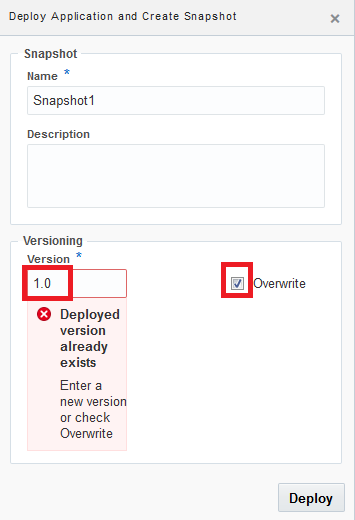 Deploy Application and Create Snapshot
Snapshot
Name *
Snapshot1
Description
Versioning
Version *
1.0
Overwrite
Deployed
version
already
exists
Enter a
new version
or check
Overwrite
Deploy